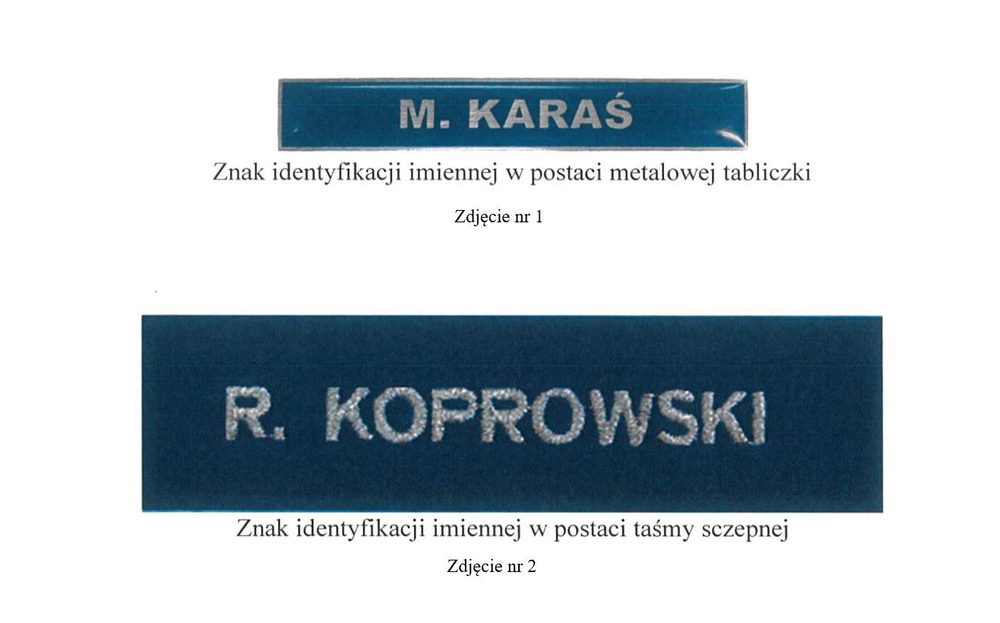 M. KARAŚ
Znak identyfikacji imiennej w postaci metalowej tabliczki
Zdjęcie nr 1
R. KOPROWSKI
Znak identyfikacji imiennej w postaci taśmy sczepnej
Zdjęcie nr 2